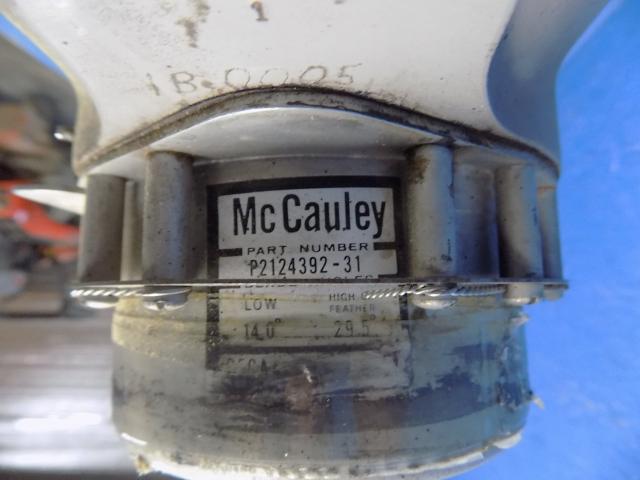 1
1B-0005
McCauley
PART NUMBER
P2124392-31
LOW
HIGH
FEATHER
14.0° 29.5°